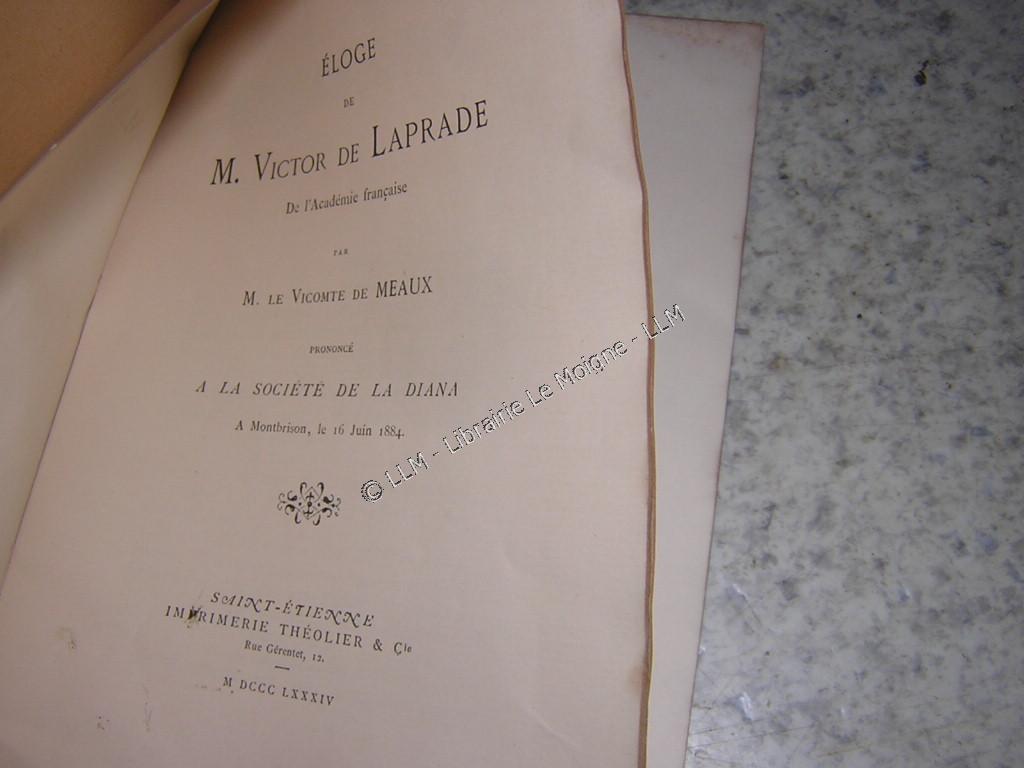 ÉLOGE
DE
M. VICTOR DE LAPRADE
De l'Académie française
PAR
M. LE VICOMTE DE MEAUX
PRONONCÉ
A LA SOCIÉTÉ DE LA DIANA
A Montbrison, le 16 Juin 1884.
© LLM - Librairie Le Moigne - LLM
SAINT-ÉTIENNE
IMPRIMERIE THÉOLIER & Cie
Rue Gérentet, 12.
M DCCC LXXXIV